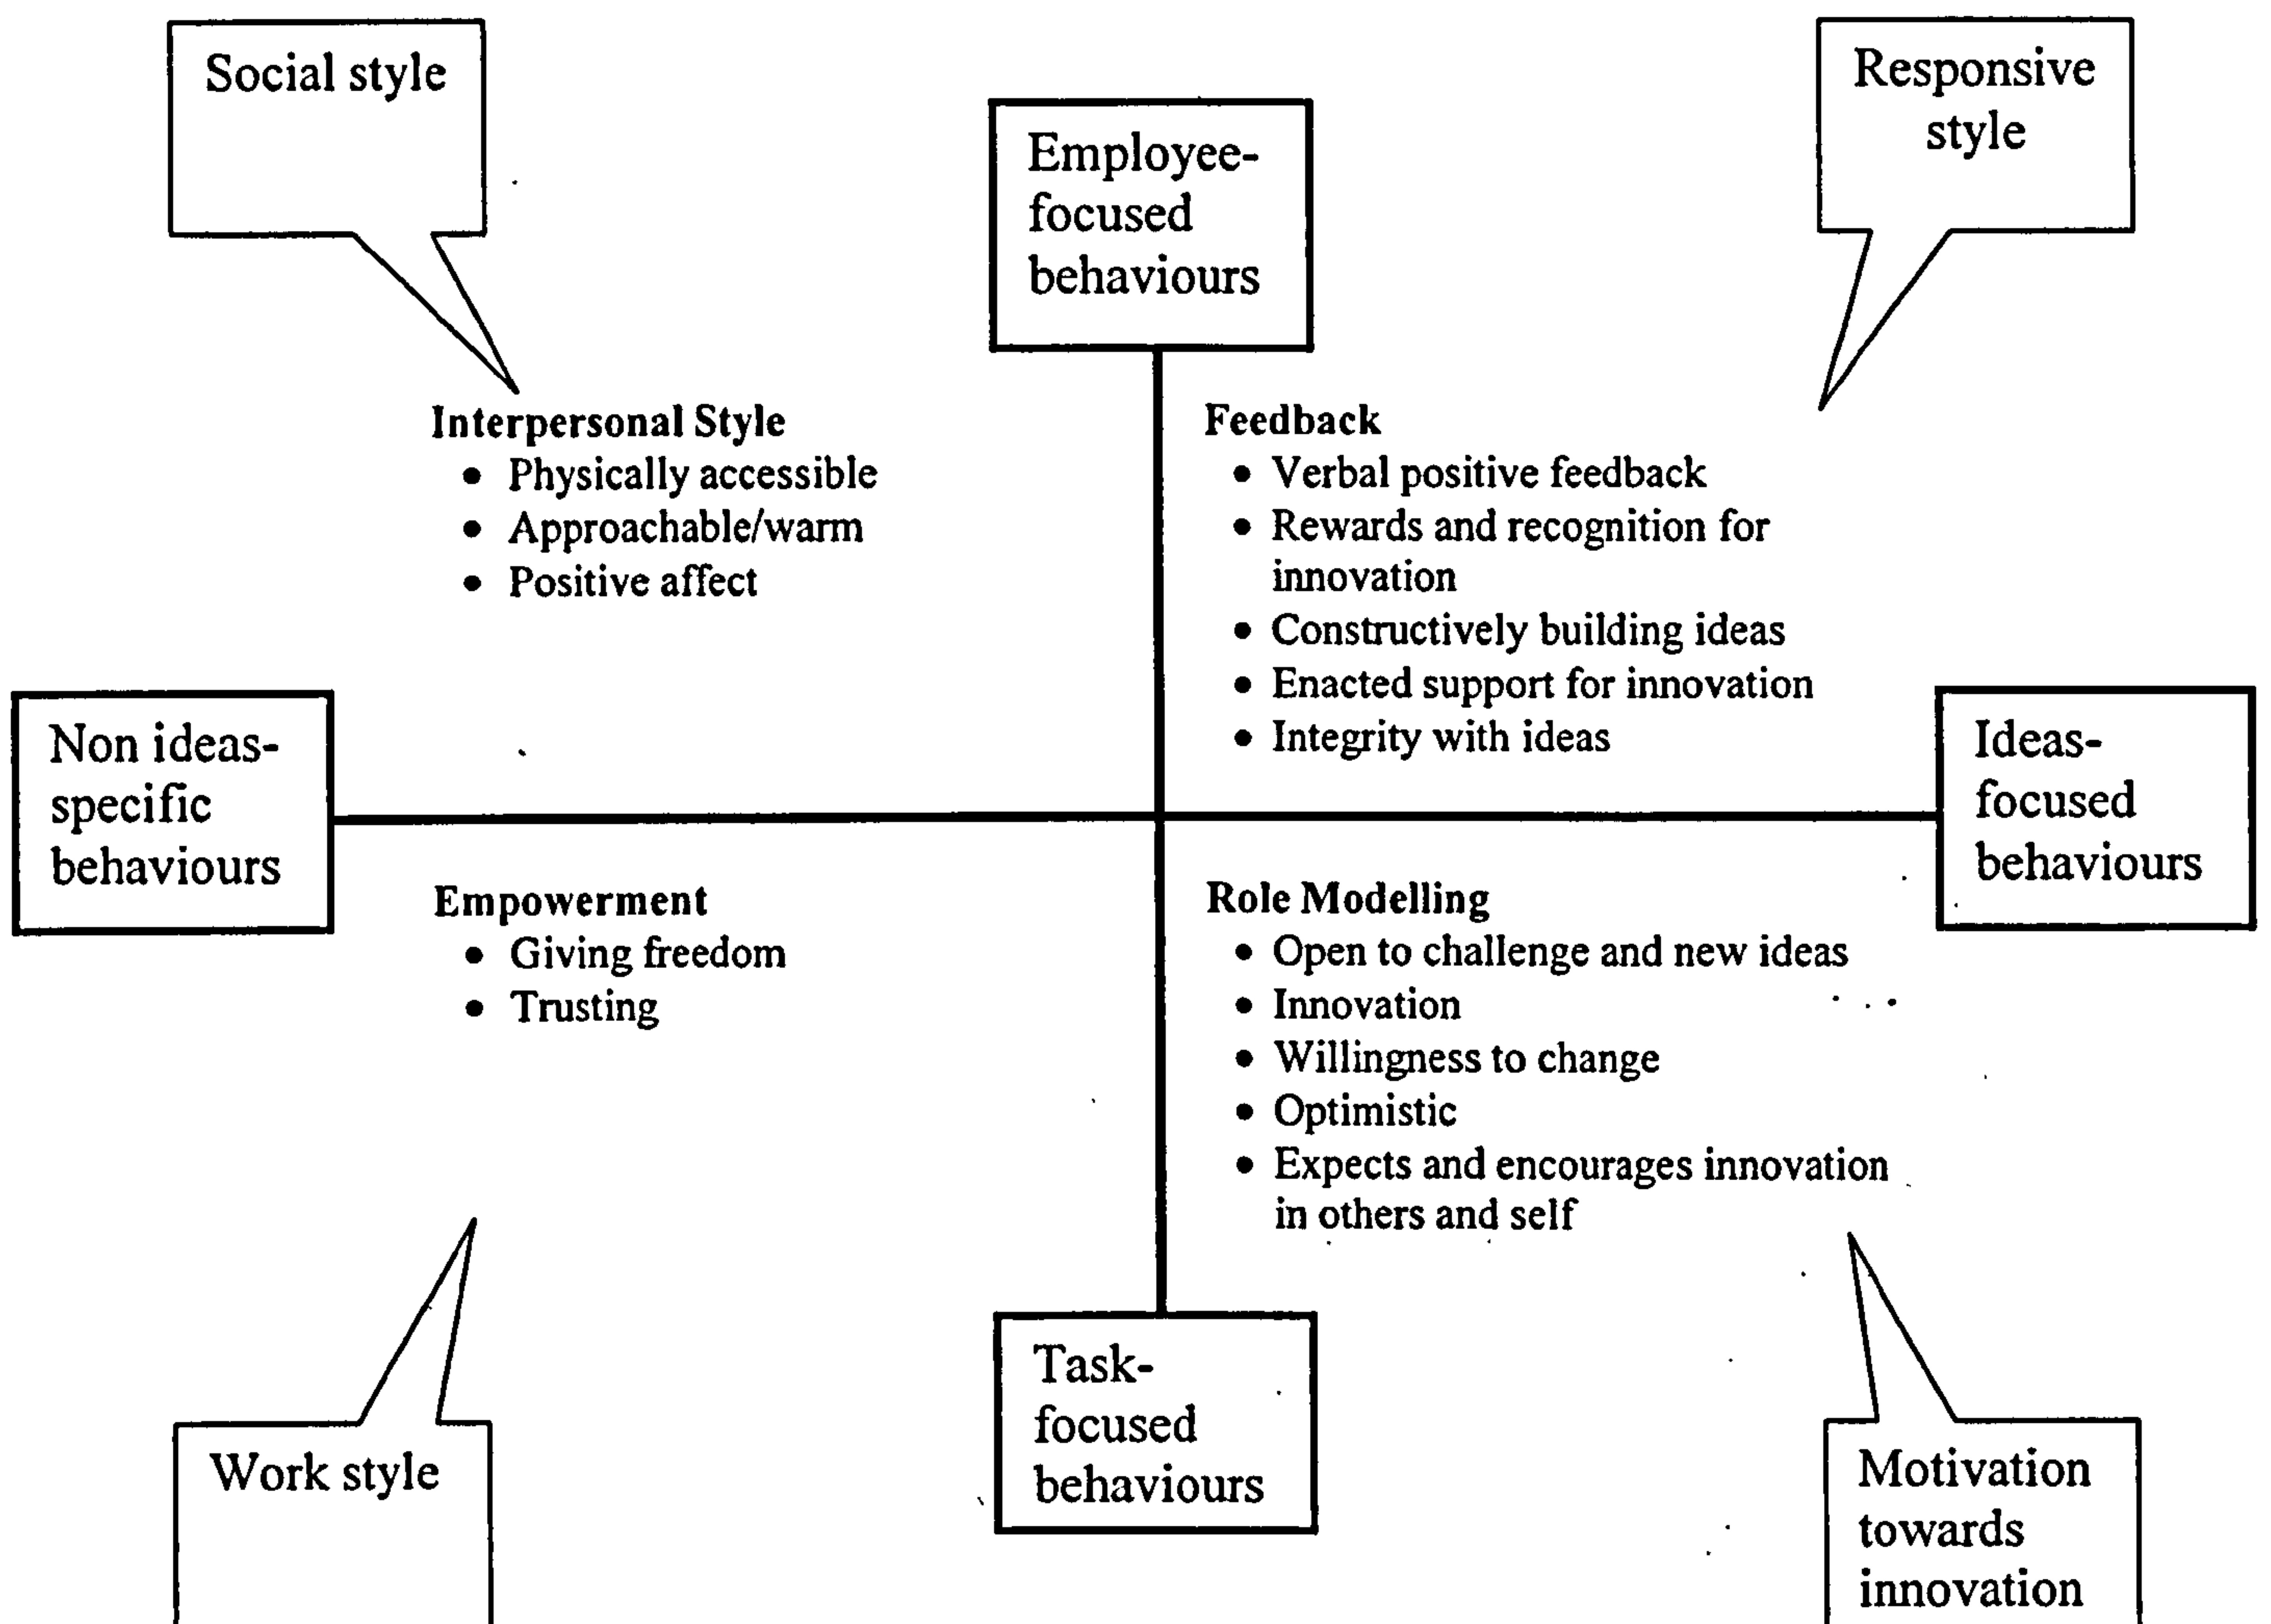 Social style
Responsive
style
Employee-
focused
behaviours
Interpersonal Style
• Physically accessible
• Approachable/warm
• Positive affect
Feedback
• Verbal positive feedback
• Rewards and recognition for
innovation
• Constructively building ideas
• Enacted support for innovation
• Integrity with ideas
Non ideas-
specific
behaviours
Ideas-
focused
behaviours
Empowerment
• Giving freedom
• Trusting
Role Modelling
• Open to challenge and new ideas
• Innovation
• Willingness to change
• Optimistic
• Expects and encourages innovation
in others and self
Task-
focused
behaviours
Work style
Motivation
towards
innovation